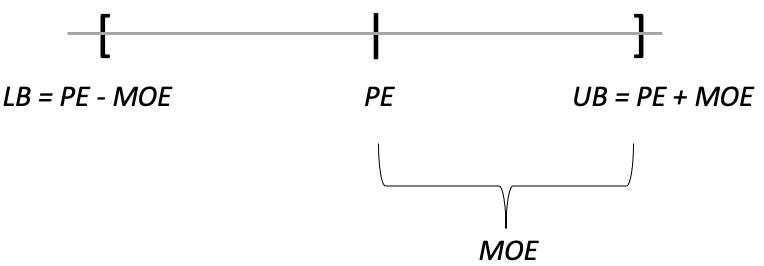 LB = PE - MOE
PE
UB = PE + MOE
MOE